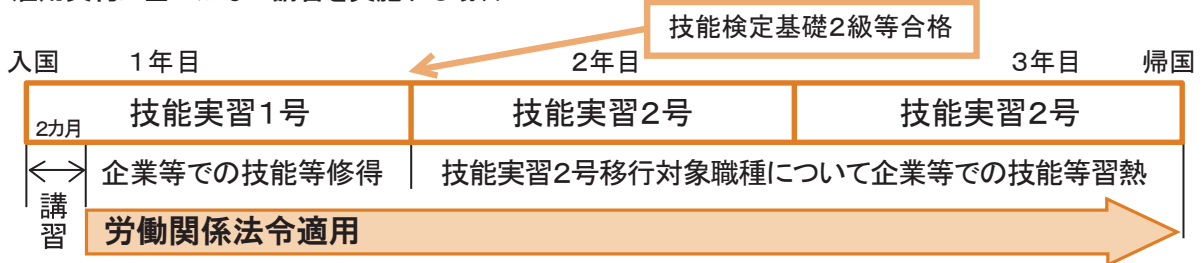 技能検定基礎2級等合格
入国 1年目 2年目 3年目 帰国
2カ月 技能実習1号 技能実習2号 技能実習2号
企業等での技能等修得 技能実習2号移行対象職種について企業等での技能等習熟
講習
労働関係法令適用